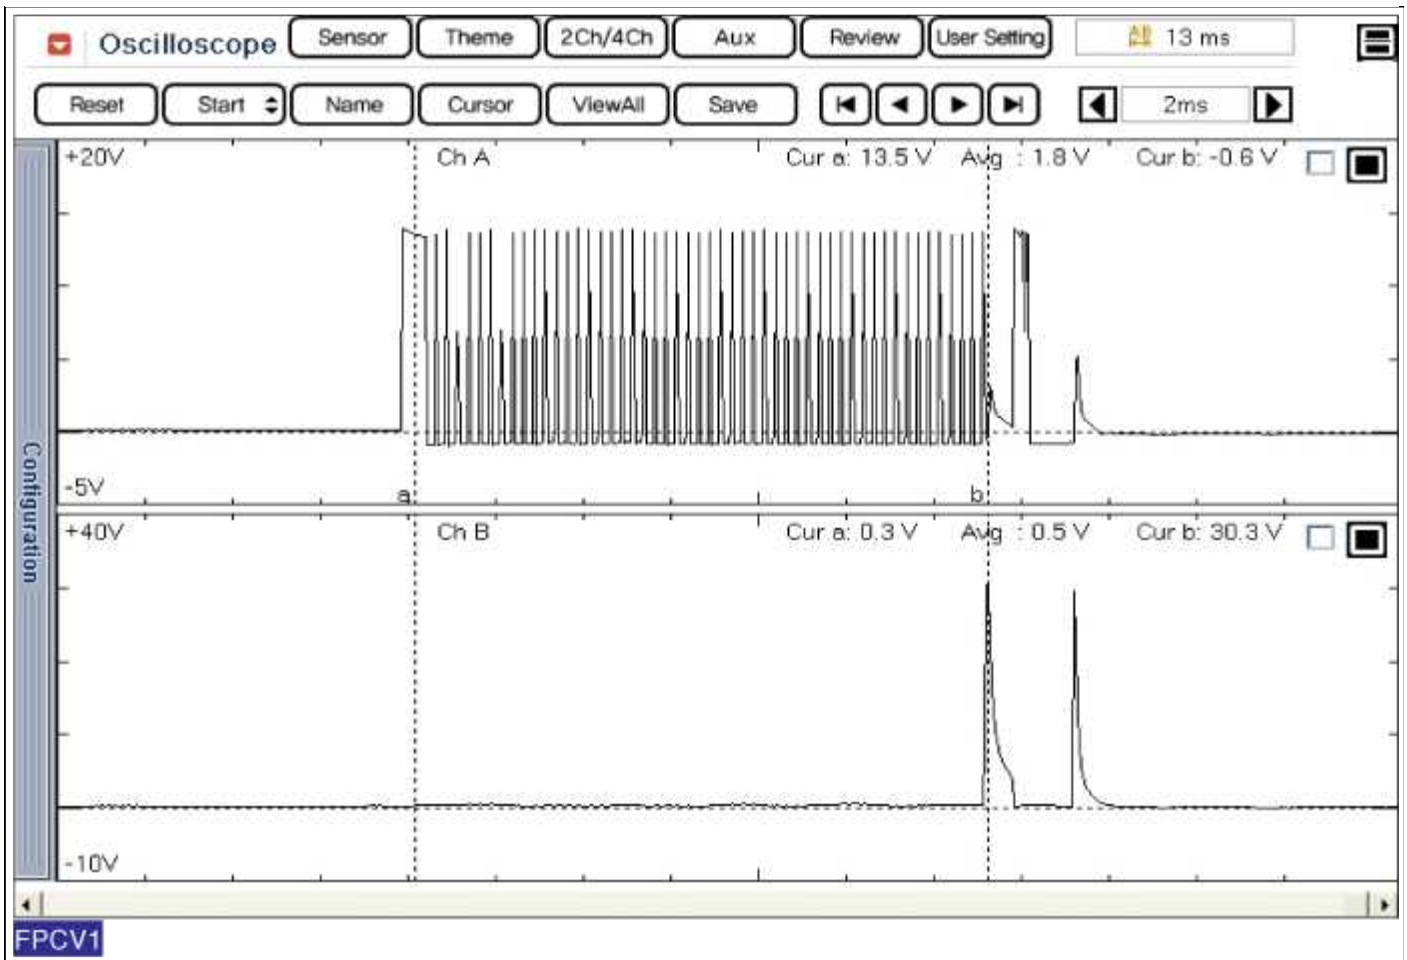 Oscilloscope Sensor Theme 2Ch/4Ch Aux Review User Setting 13 ms
Reset Start Name Cursor ViewAll Save 2ms
+20V Ch A Cur a: 13.5 V Avg : 1.8 V Cur b: -0.6 V
-5V a b
+40V Ch B Cur a: 0.3 V Avg : 0.5 V Cur b: 30.3 V
-10V
Configuration
FPCV1